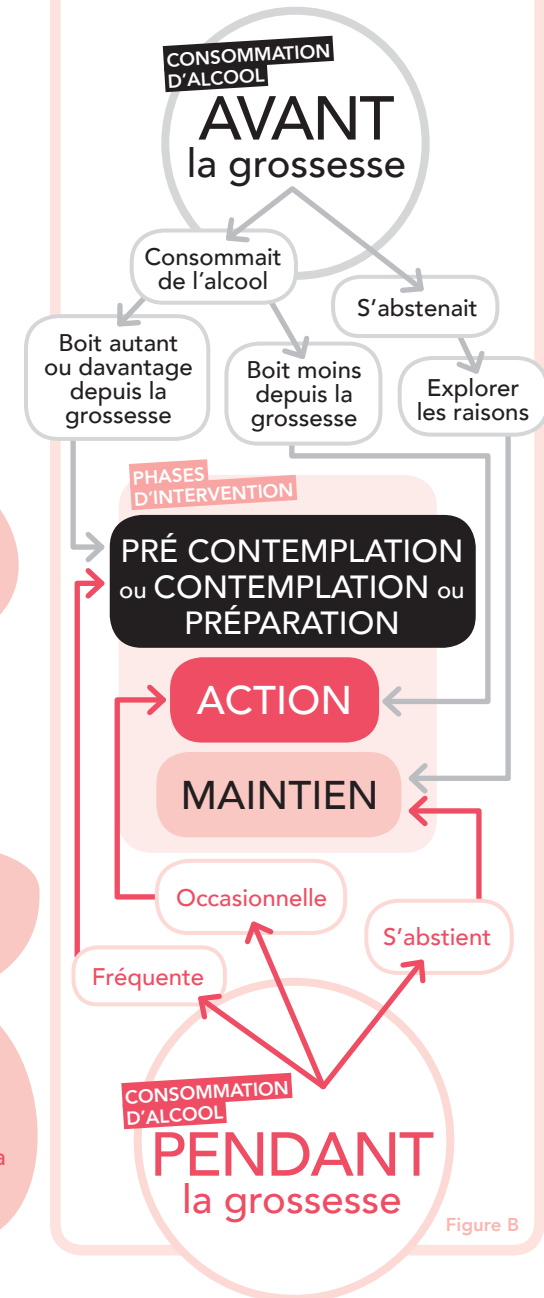 CONSOMMATION
D'ALCOOL
AVANT
la grossesse
Consommait
de l'alcool
S'abstenait
Boit autant
ou davantage
depuis la
grossesse
Boit moins
depuis la
grossesse
Explorer
les raisons
PHASES
D'INTERVENTION
PRÉ CONTEMPLATION
ou CONTEMPLATION ou
PRÉPARATION
ACTION
MAINTIEN
Occasionnelle
S'abstient
Fréquente
CONSOMMATION
D'ALCOOL
PENDANT
la grossesse
a
Figure B